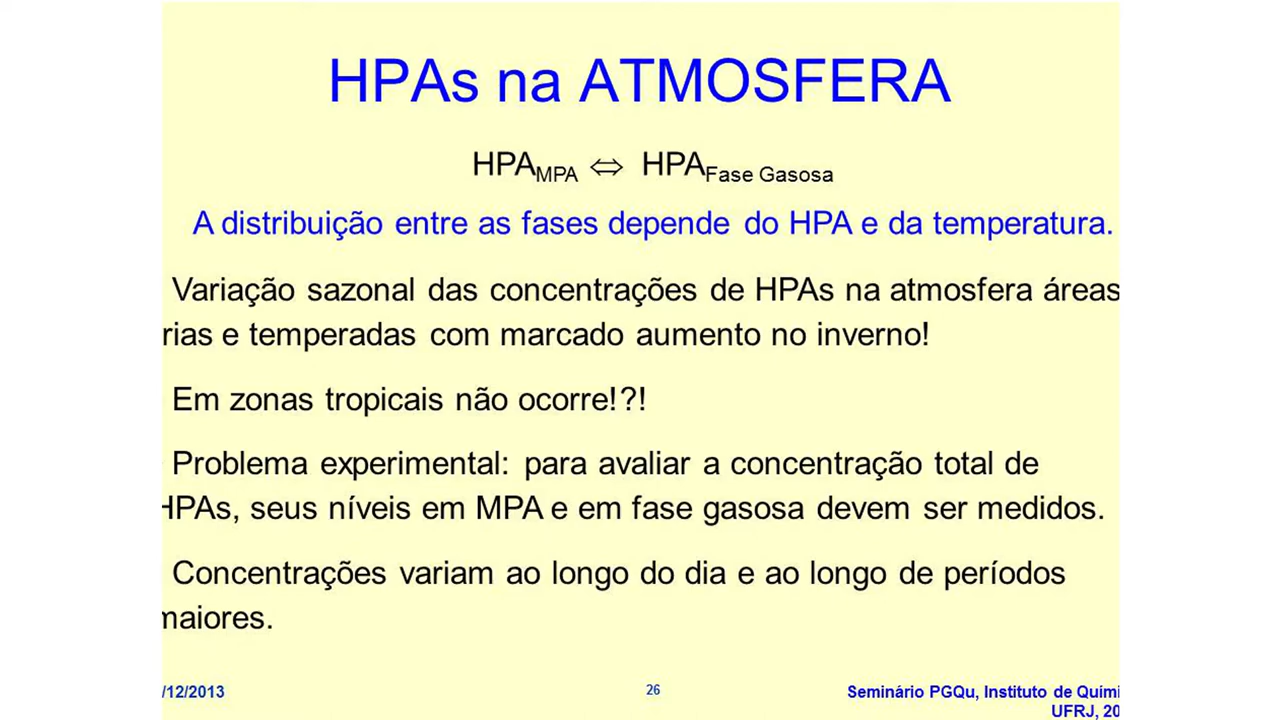 HPAs na ATMOSFERA
HPAMPA ⇔ HPAFase Gasosa
A distribuição entre as fases depende do HPA e da temperatura.
Variação sazonal das concentrações de HPAs na atmosfera áreas
rias e temperadas com marcado aumento no inverno!
Em zonas tropicais não ocorre!?!
Problema experimental: para avaliar a concentração total de
HPAs, seus níveis em MPA e em fase gasosa devem ser medidos.
Concentrações variam ao longo do dia e ao longo de períodos
maiores.
/12/2013
26
Seminário PGQu, Instituto de Quími
UFRJ, 20